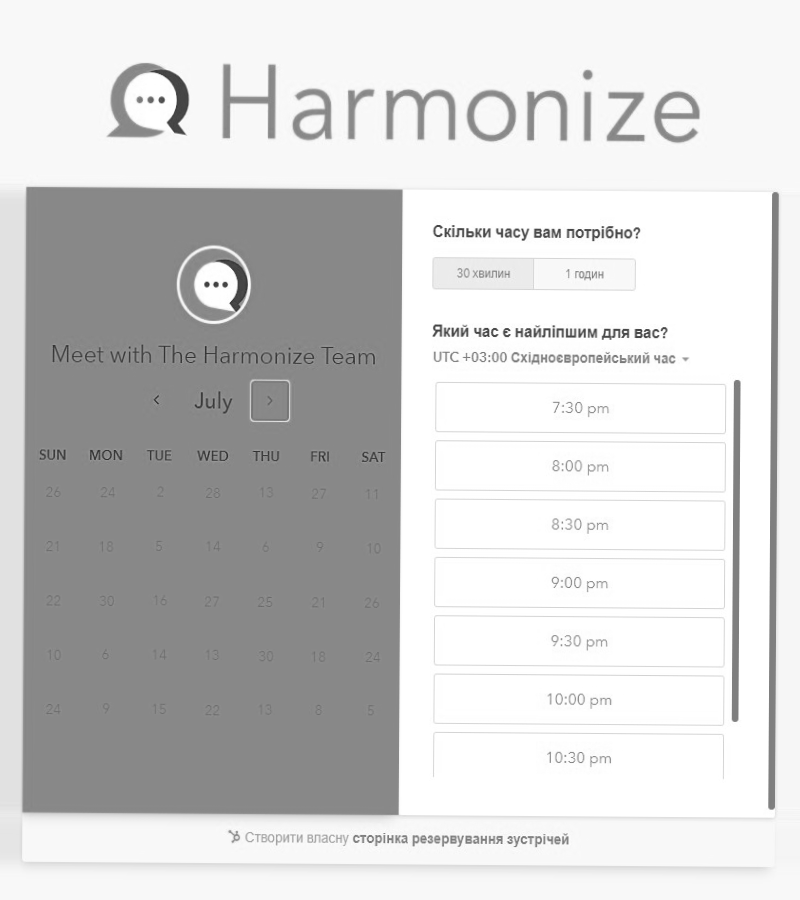 Harmonize
Meet with The Harmonize Team
July
SUN MON TUE WED THU FRI SAT
26 24 2 28 13 27 11
21 18 5 14 6 9 10
22 30 16 27 25 21 26
10 6 14 13 30 18 24
24 9 15 22 13 8 5
Скільки часу вам потрібно?
30 хвилин 1 годин
Який час є найліпшим для вас?
UTC +03:00 Східноєвропейський час
7:30 pm
8:00 pm
8:30 pm
9:00 pm
9:30 pm
10:00 pm
10:30 pm
Створити власну сторінка резервування зустрічей